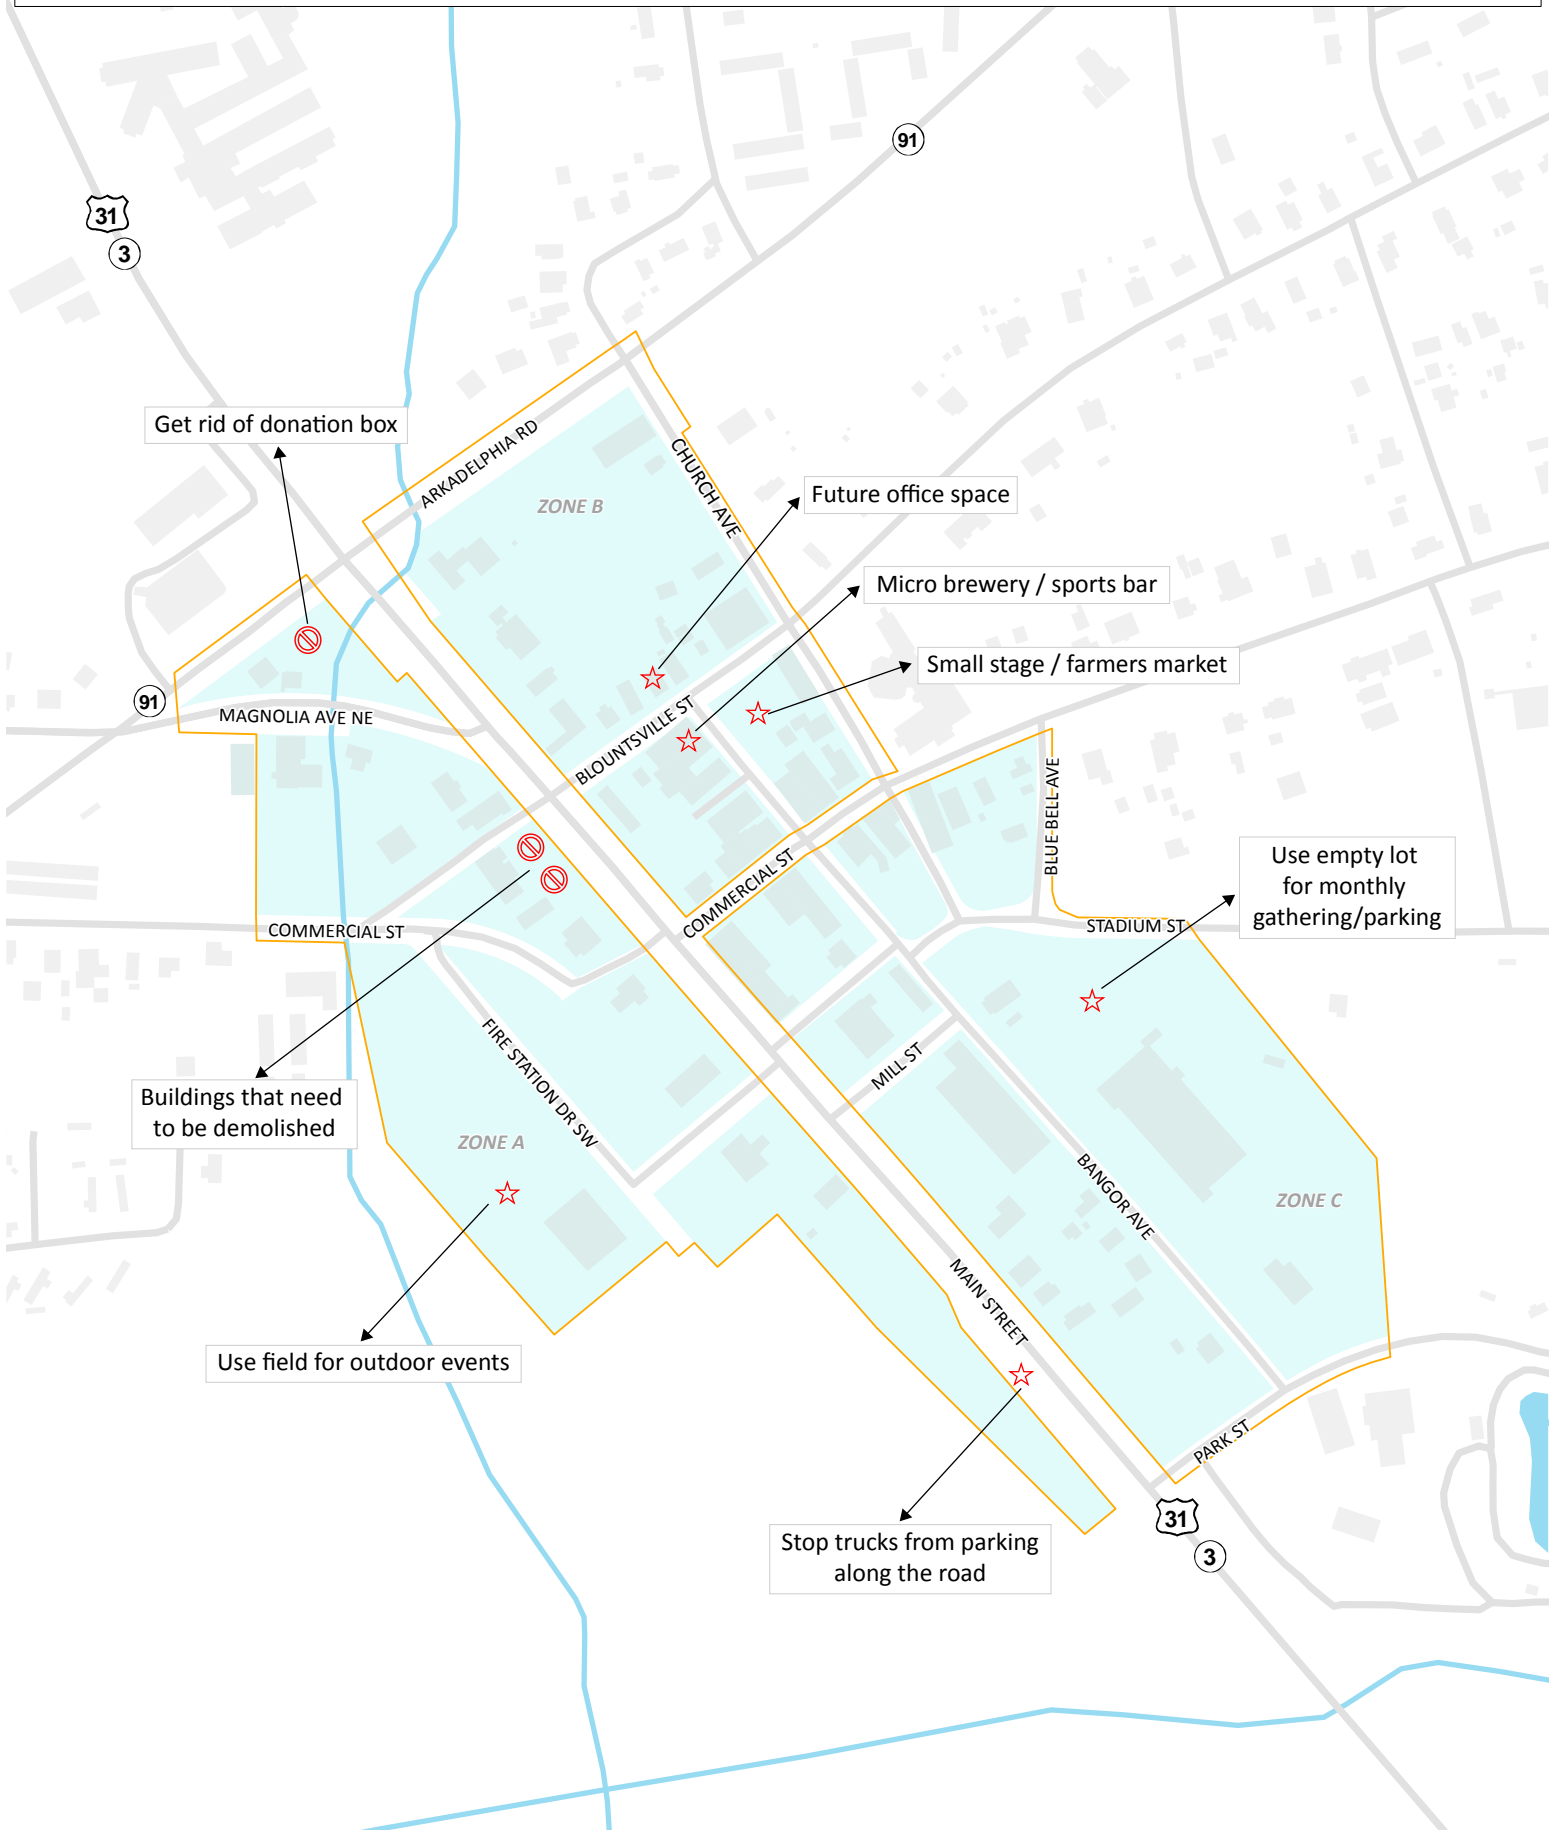 91
31
3
Get rid of donation box
ARKADELPHIA RD
CHURCH AVE
ZONE B
Future office space
Micro brewery / sports bar
Small stage / farmers market
91
MAGNOLIA AVE NE
BLOUNTSVILLE ST
BLUE BELL AVE
COMMERCIAL ST
Use empty lot
for monthly
gathering/parking
COMMERCIAL ST
STADIUM ST
FIRE STATION DR SW
MILL ST
Buildings that need
to be demolished
ZONE A
BANGOR AVE
ZONE C
MAIN STREET
Use field for outdoor events
PARK ST
31
3
Stop trucks from parking
along the road